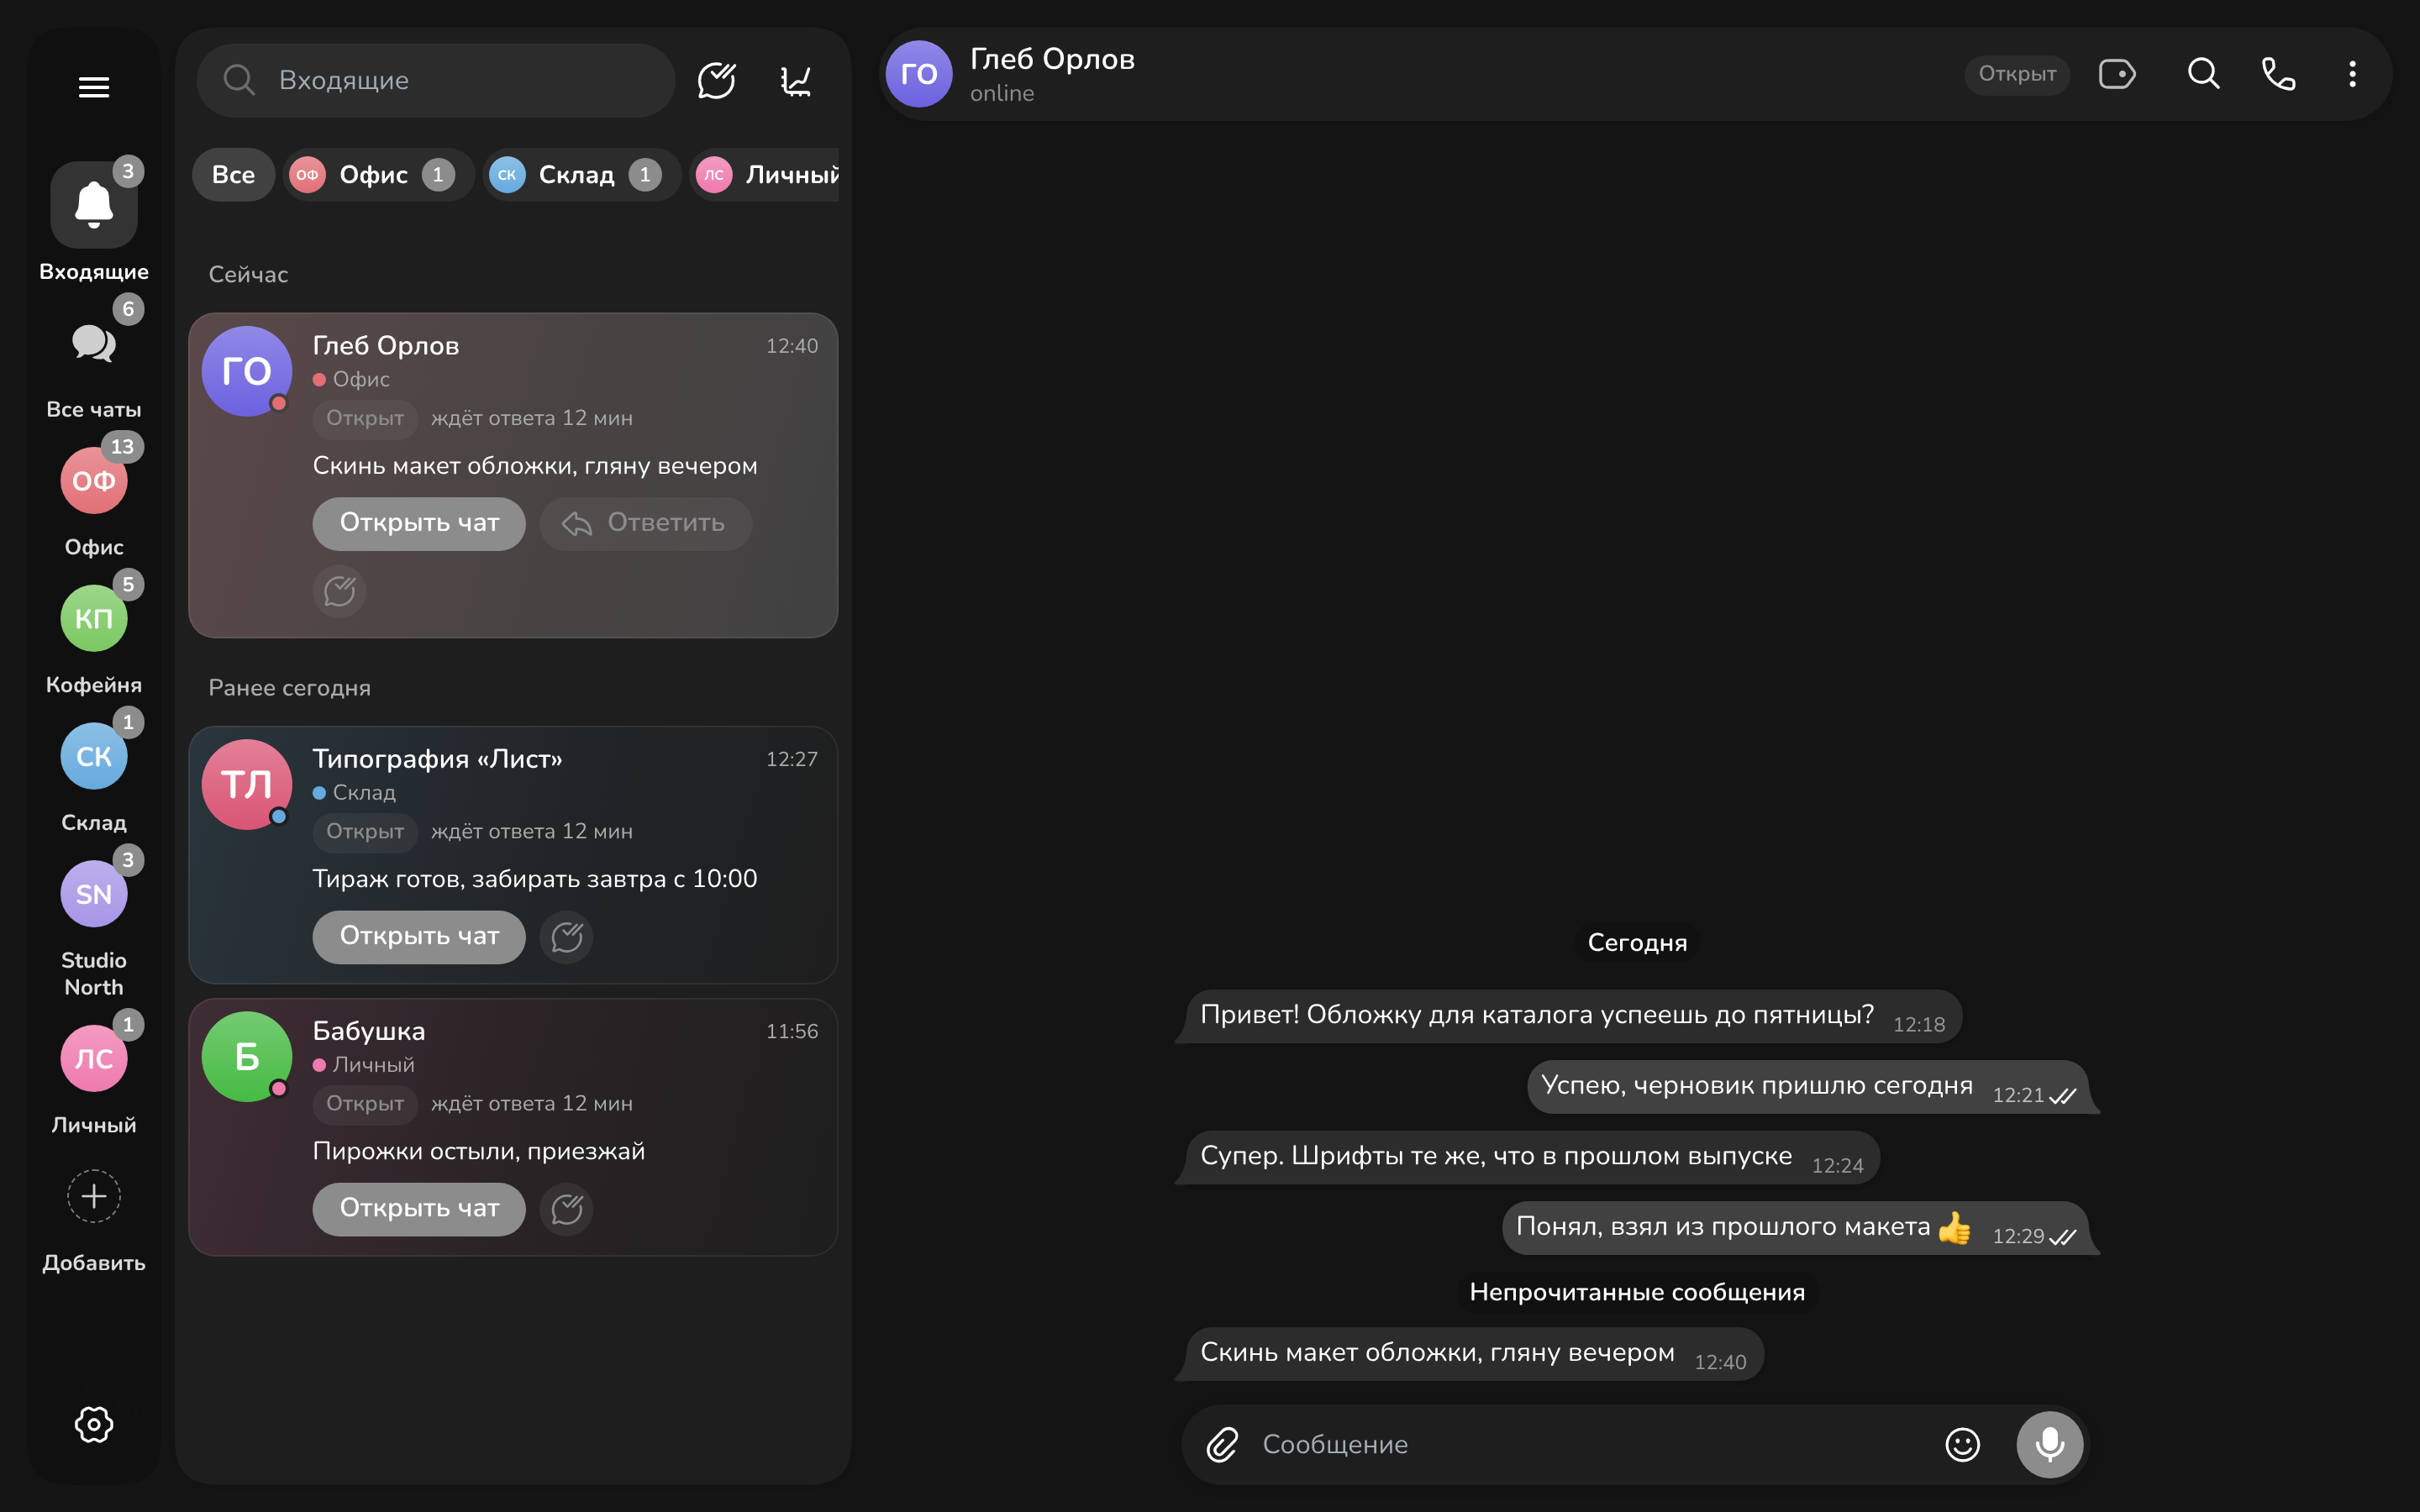 3
Входящие
6
Все чаты
13
ОФ
Офис
5
КП
Кофейня
1
СК
Склад
3
SN
Studio
North
1
ЛС
Личный
Добавить
Входящие
Все
ОФ Офис 1
СК Склад 1
ЛС Личный
Сейчас
ГО
Глеб Орлов 12:40
Офис
Открыт ждёт ответа 12 мин
Скинь макет обложки, гляну вечером
Открыть чат Ответить
Ранее сегодня
ТЛ
Типография «Лист» 12:27
Склад
Открыт ждёт ответа 12 мин
Тираж готов, забирать завтра с 10:00
Открыть чат
Б
Бабушка 11:56
Личный
Открыт ждёт ответа 12 мин
Пирожки остыли, приезжай
Открыть чат
ГО
Глеб Орлов
online
Открыт
Сегодня
Привет! Обложку для каталога успеешь до пятницы? 12:18
Успею, черновик пришлю сегодня 12:21
Супер. Шрифты те же, что в прошлом выпуске 12:24
Понял, взял из прошлого макета 👍 12:29
Непрочитанные сообщения
Скинь макет обложки, гляну вечером 12:40
Сообщение